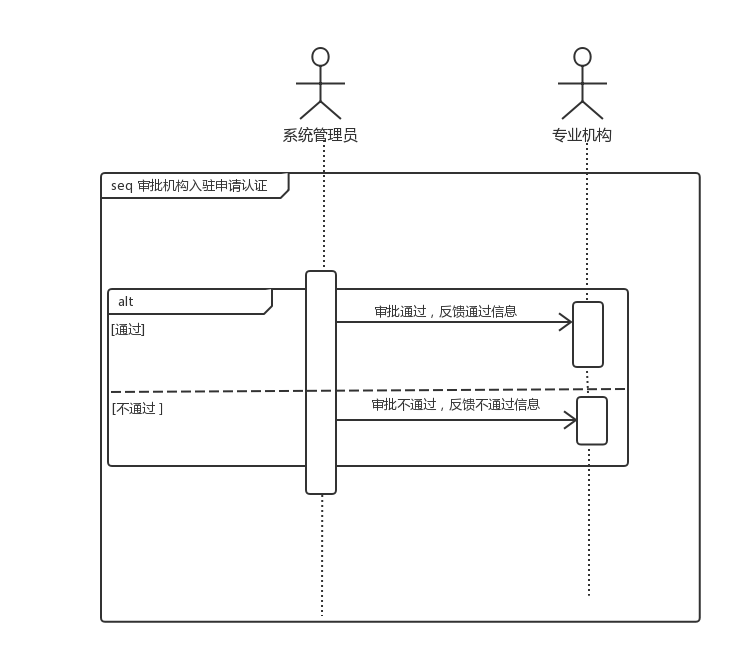 系统管理员
专业机构
seq 审批机构入驻申请认证
alt
审批通过，反馈通过信息
[通过]
审批不通过，反馈不通过信息
[不通过 ]